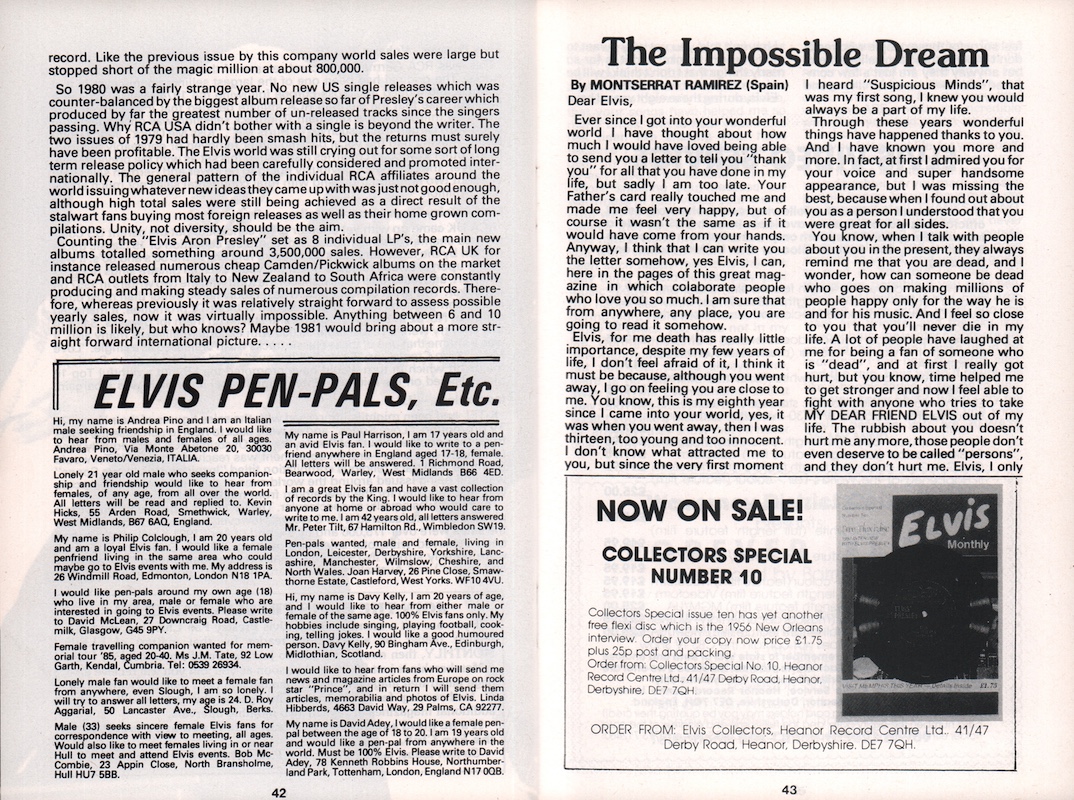 record. Like the previous issue by this company world sales were large but
stopped short of the magic million at about 800,000.
So 1980 was a fairly strange year. No new US single releases which was
counter-balanced by the biggest album release so far of Presley's career which
produced by far the greatest number of un-released tracks since the singers
passing. Why RCA USA didn't bother with a single is beyond the writer. The
two issues of 1979 had hardly been smash hits, but the returns must surely
have been profitable. The Elvis world was still crying out for some sort of long
term release policy which had been carefully considered and promoted inter-
nationally. The general pattern of the individual RCA affiliates around the
world issuing whatever new ideas they came up with was just not good enough,
although high total sales were still being achieved as a direct result of the
stalwart fans buying most foreign releases as well as their home grown com-
pilations. Unity, not diversity, should be the aim.
Counting the "Elvis Aron Presley" set as 8 individual LP's, the main new
albums totalled something around 3,500,000 sales. However, RCA UK for
instance released numerous cheap Camden/Pickwick albums on the market
and RCA outlets from Italy to New Zealand to South Africa were constantly
producing and making steady sales of numerous compilation records. There-
fore, whereas previously it was relatively straight forward to assess possible
yearly sales, now it was virtually impossible. Anything between 6 and 10
million is likely, but who knows? Maybe 1981 would bring about a more str-
aight forward international picture. . . . .
ELVIS PEN-PALS, Etc.
Hi, my name is Andrea Pino and I am an Italian
male seeking friendship in England. I would like
to hear from males and females of all ages.
Andrea Pino, Via Monte Abetone 20, 30030
Favaro, Veneto/Venezia, ITALIA.
Lonely 21 year old male who seeks companion-
ship and friendship would like to hear from
females, of any age, from all over the world.
All letters will be read and replied to. Kevin
Hicks, 55 Arden Road, Smethwick, Warley,
West Midlands, B67 6AQ, England.
My name is Philip Colclough, I am 20 years old
and am a loyal Elvis fan. I would like a female
penfriend living in the same area who could
maybe go to Elvis events with me. My address is
26 Windmill Road, Edmonton, London N18 1PA.
I would like pen-pals around my own age (18)
who live in my area, male or female who are
interested in going to Elvis events. Please write
to David McLean, 27 Downcraig Road, Castle-
milk, Glasgow, G45 9PY.
Female travelling companion wanted for mem-
orial tour '85, aged 20-40. Ms J.M. Tate, 92 Low
Garth, Kendal, Cumbria. Tel: 0539 26934.
Lonely male fan would like to meet a female fan
from anywhere, even Slough, I am so lonely. I
will try to answer all letters, my age is 24. D. Roy
Aggarial, 50 Lancaster Ave., Slough, Berks.
Male (33) seeks sincere female Elvis fans for
correspondence with view to meeting, all ages.
Would also like to meet females living in or near
Hull to meet and attend Elvis events. Bob Mc-
Combie, 23 Appin Close, North Bransholme,
Hull HU7 5BB.
My name is Paul Harrison, I am 17 years old and
an avid Elvis fan. I would like to write to a pen-
friend anywhere in England aged 17-18, female.
All letters will be answered. 1 Richmond Road,
Bearwood, Warley, West Midlands B66 4ED.
I am a great Elvis fan and have a vast collection
of records by the King. I would like to hear from
anyone at home or abroad who would care to
write to me. I am 42 years old, all letters answered
Mr. Peter Tilt, 67 Hamilton Rd., Wimbledon SW19.
Pen-pals wanted, male and female, living in
London, Leicester, Derbyshire, Yorkshire, Lanc-
ashire, Manchester, Wilmslow, Cheshire, and
North Wales. Joan Harvey, 26 Pine Close, Smaw-
thorne Estate, Castleford, West Yorks. WF10 4VU.
Hi, my name is Davy Kelly, I am 20 years of age,
and I would like to hear from either male or
female of the same age. 100% Elvis fans only. My
hobbies include singing, playing football, cook-
ing, telling jokes. I would like a good humoured
person. Davy Kelly, 90 Bingham Ave., Edinburgh,
Midlothian, Scotland.
I would like to hear from fans who will send me
news and magazine articles from Europe on rock
star "Prince", and in return I will send them
articles, memorabilia and photos of Elvis. Linda
Hibberds, 4663 David Way, 29 Palms, CA 92277.
My name is David Adey, I would like a female pen-
pal between the age of 18 to 20. I am 19 years old
and would like a pen-pal from anywhere in the
world. Must be 100% Elvis. Please write to David
Adey, 78 Kenneth Robbins House, Northumber-
land Park, Tottenham, London, England N17 0QB.
42
The Impossible Dream
By MONTSERRAT RAMIREZ (Spain)
Dear Elvis,
Ever since I got into your wonderful
world I have thought about how
much I would have loved being able
to send you a letter to tell you "thank
you" for all that you have done in my
life, but sadly I am too late. Your
Father's card really touched me and
made me feel very happy, but of
course it wasn't the same as if it
would have come from your hands.
Anyway, I think that I can write you
the letter somehow, yes Elvis, I can,
here in the pages of this great mag-
azine in which colaborate people
who love you so much. I am sure that
from anywhere, any place, you are
going to read it somehow.
Elvis, for me death has really little
importance, despite my few years of
life, I don't feel afraid of it, I think it
must be because, although you went
away, I go on feeling you are close to
me. You know, this is my eighth year
since I came into your world, yes, it
was when you went away, then I was
thirteen, too young and too innocent.
I don't know what attracted me to
you, but since the very first moment
I heard "Suspicious Minds", that
was my first song, I knew you would
always be a part of my life.
Through these years wonderful
things have happened thanks to you.
And I have known you more and
more. In fact, at first I admired you for
your voice and super handsome
appearance, but I was missing the
best, because when I found out about
you as a person I understood that you
were great for all sides.
You know, when I talk with people
about you in the present, they always
remind me that you are dead, and I
wonder, how can someone be dead
who goes on making millions of
people happy only for the way he is
and for his music. And I feel so close
to you that you'll never die in my
life. A lot of people have laughed at
me for being a fan of someone who
is "dead", and at first I really got
hurt, but you know, time helped me
to get stronger and now I feel able to
fight with anyone who tries to take
MY DEAR FRIEND ELVIS out of my
life. The rubbish about you doesn't
hurt me any more, those people don't
even deserve to be called "persons",
and they don't hurt me. Elvis, I only
NOW ON SALE!
COLLECTORS SPECIAL
NUMBER 10
Collectors Special issue ten has yet another
free flexi disc which is the 1956 New Orleans
interview. Order your copy now price £1.75
plus 25p post and packing.
Order from: Collectors Special No. 10, Heanor
Record Centre Ltd., 41/47 Derby Road, Heanor,
Derbyshire, DE7 7QH.
ELVIS
Monthly
£1.75
ORDER FROM: Elvis Collectors, Heanor Record Centre Ltd., 41/47
Derby Road, Heanor, Derbyshire. DE7 7QH.
43